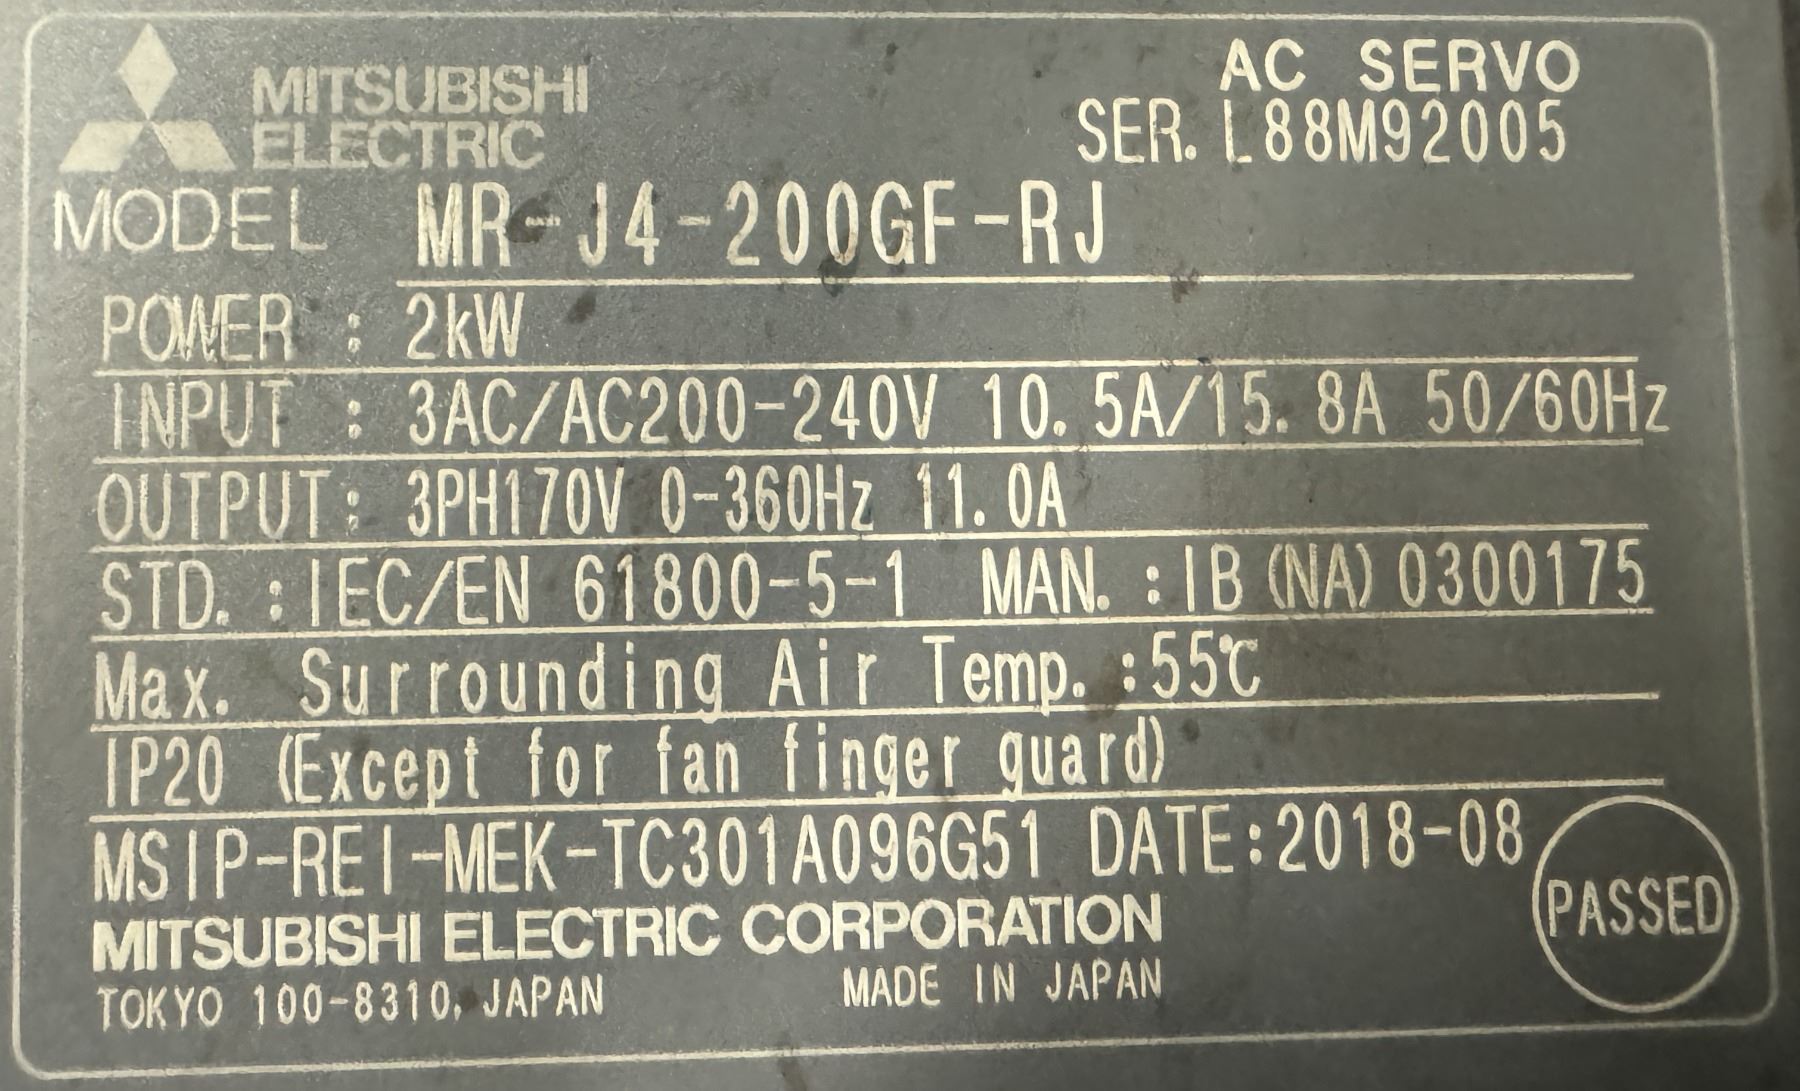 MITSUBISHI
ELECTRIC
AC SERVO
SER. L88M92005
MODEL MR-J4-200GF-RJ
POWER : 2kW
INPUT : 3AC/AC200-240V 10.5A/15.8A 50/60Hz
OUTPUT : 3PH170V 0-360Hz 11.0A
STD. : IEC/EN 61800-5-1 MAN. : IB(NA)0300175
Max. Surrounding Air Temp. :55℃
IP20 (Except for fan finger guard)
MSIP-REI-MEK-TC301A096G51 DATE:2018-08
PASSED
MITSUBISHI ELECTRIC CORPORATION
TOKYO 100-8310, JAPAN MADE IN JAPAN